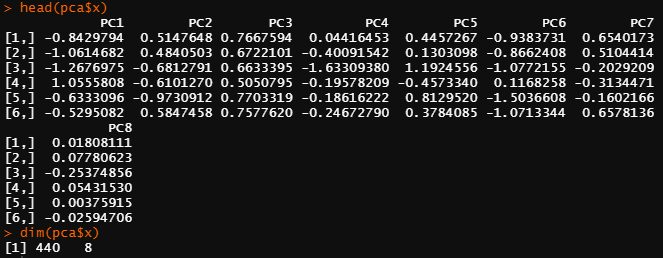 > head(pca$x)
PC1 PC2 PC3 PC4 PC5 PC6 PC7
[1,] -0.8429794 0.5147648 0.7667594 0.04416453 0.4457267 -0.9383731 0.6540173
[2,] -1.0614682 0.4840503 0.6722101 -0.40091542 0.1303098 -0.8662408 0.5104414
[3,] -1.2676975 -0.6812791 0.6633395 -1.63309380 1.1924556 -1.0772155 -0.2029209
[4,] 1.0555808 -0.6101270 0.5050795 -0.19578209 -0.4573340 0.1168258 -0.3134471
[5,] -0.6333096 -0.9730912 0.7703319 -0.18616222 0.8129520 -1.5036608 -0.1602166
[6,] -0.5295082 0.5847458 0.7577620 -0.24672790 0.3784085 -1.0713344 0.6578136
PC8
[1,] 0.01808111
[2,] 0.07780623
[3,] -0.25374856
[4,] 0.05431530
[5,] 0.00375915
[6,] -0.02594706
> dim(pca$x)
[1] 440 8